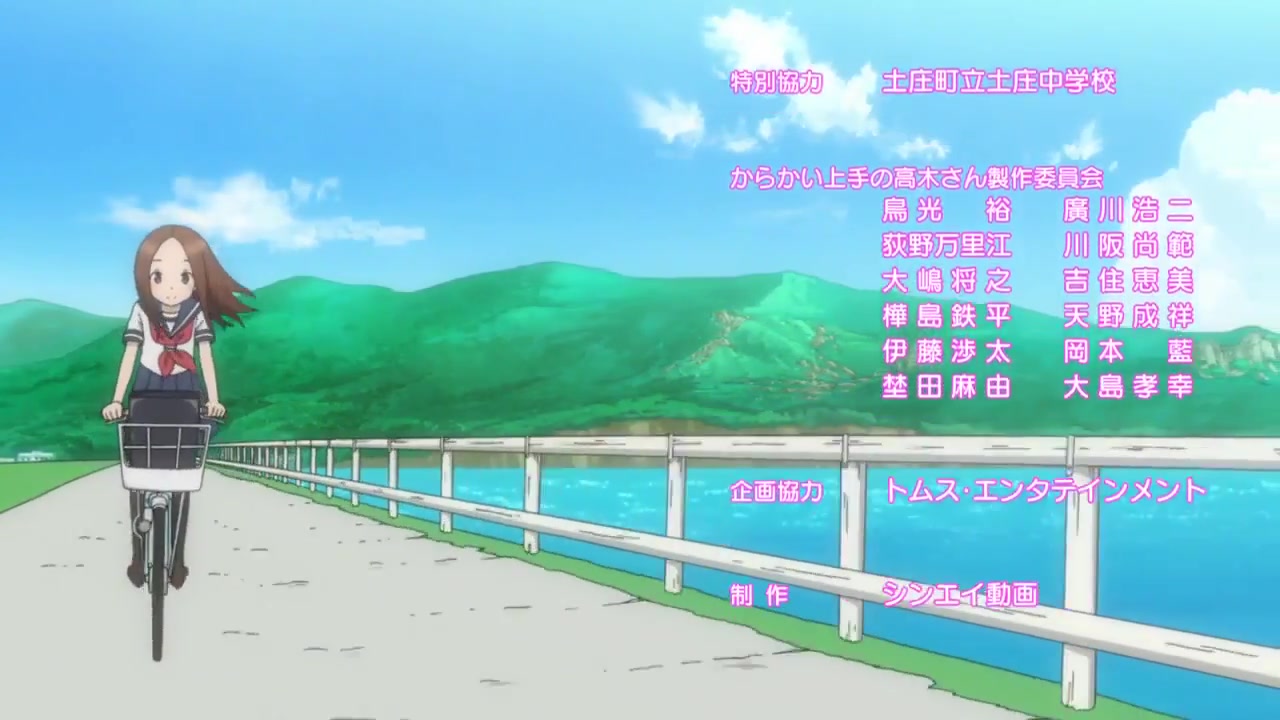 特別協力 土庄町立土庄中学校
からかい上手の高木さん製作委員会
鳥光 裕 廣川浩二
荻野万里江 川阪尚範
大嶋将之 吉住恵美
樺島鉄平 天野成祥
伊藤渉太 岡本 藍
埜田麻由 大島孝幸
企画協力 トムス・エンタテインメント
制作 シンエイ動画